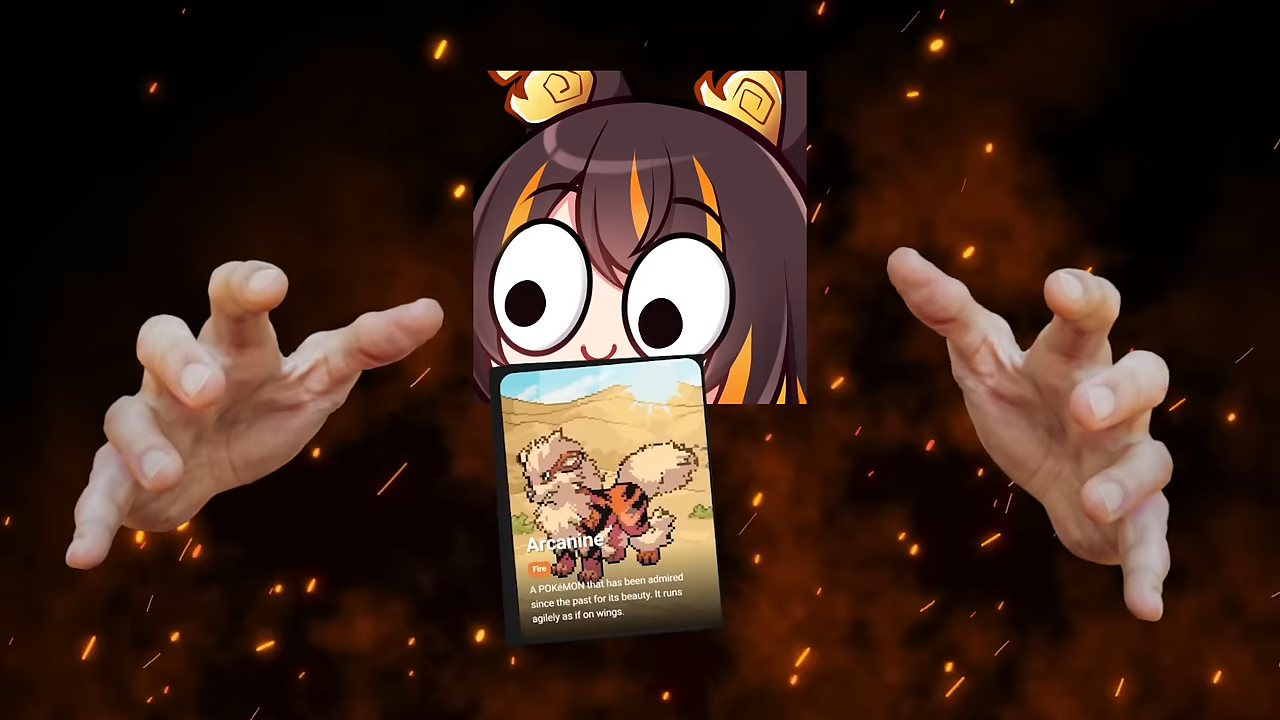 Arcanine
Fire
A POKéMON that has been admired
since the past for its beauty. It runs
agilely as if on wings.